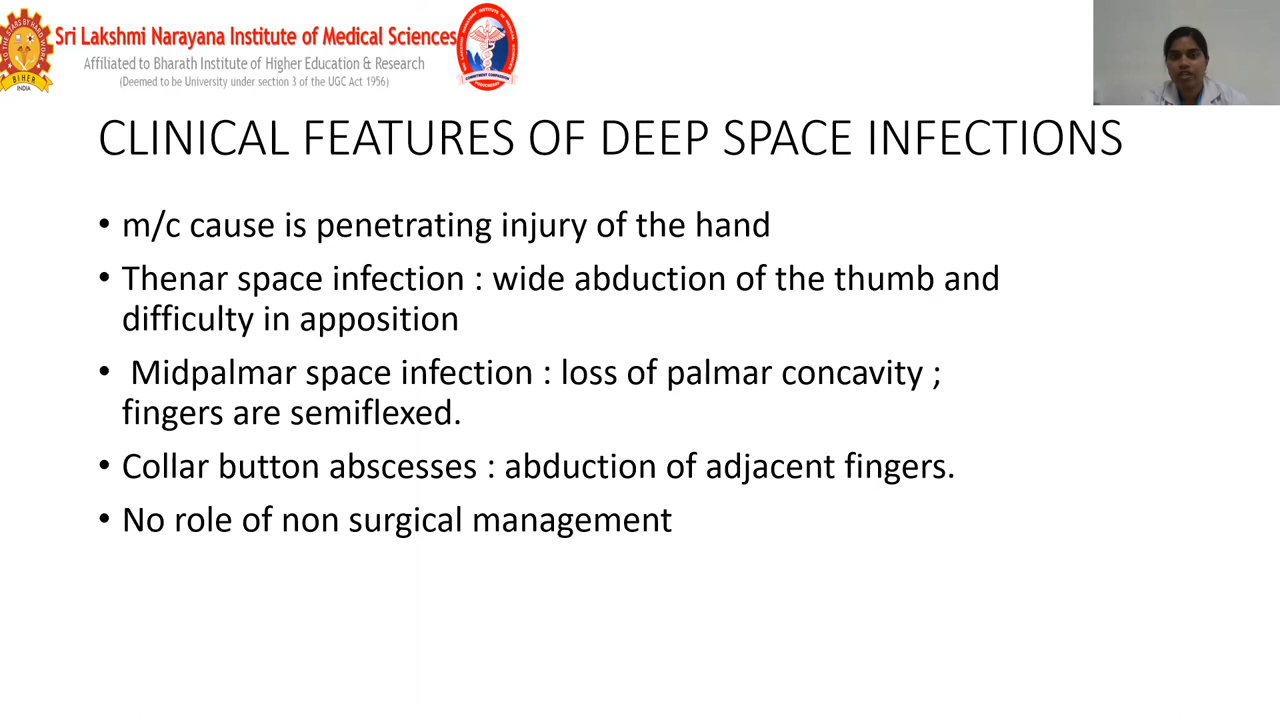 Sri Lakshmi Narayana Institute of Medical Sciences
Affiliated to Bharath Institute of Higher Education & Research
(Deemed to be University under section 3 of the UGC Act 1956)
BIHER
INDIA
CLINICAL FEATURES OF DEEP SPACE INFECTIONS
• m/c cause is penetrating injury of the hand
• Thenar space infection : wide abduction of the thumb and
difficulty in apposition
• Midpalmar space infection : loss of palmar concavity ;
fingers are semiflexed.
• Collar button abscesses : abduction of adjacent fingers.
• No role of non surgical management